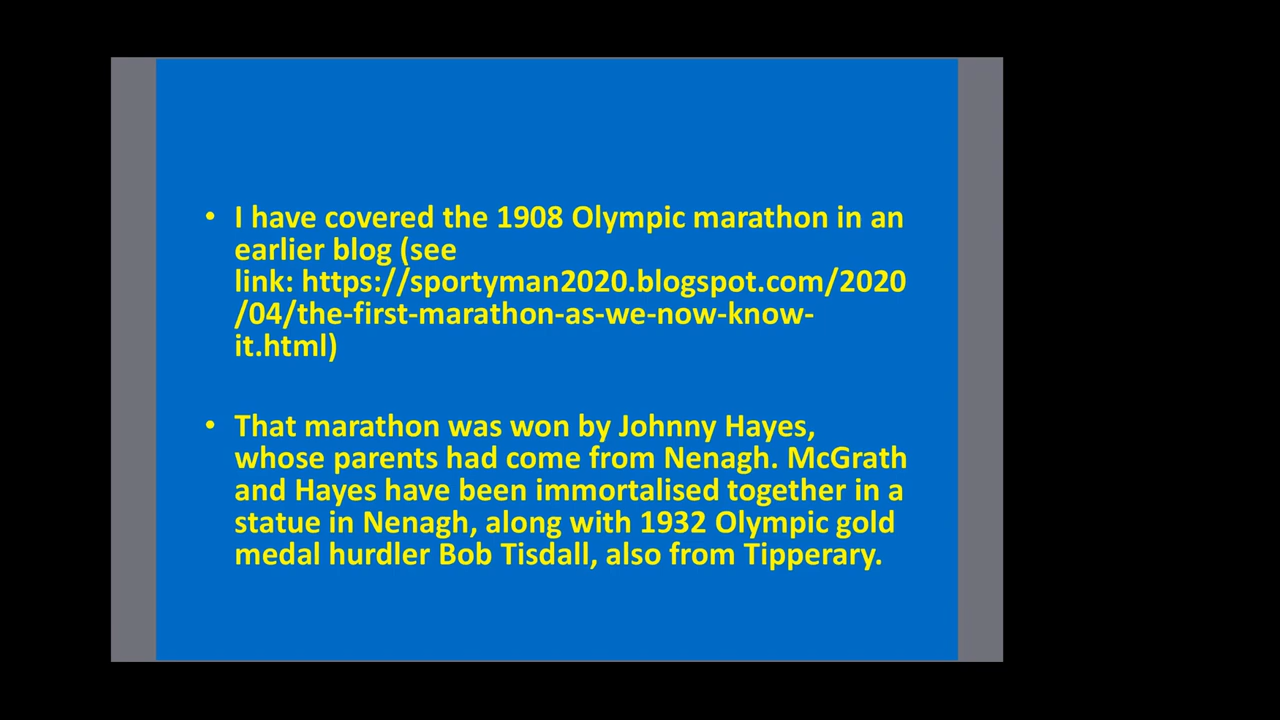 • I have covered the 1908 Olympic marathon in an
earlier blog (see
link: https://sportyman2020.blogspot.com/2020
/04/the-first-marathon-as-we-now-know-
it.html)
• That marathon was won by Johnny Hayes,
whose parents had come from Nenagh. McGrath
and Hayes have been immortalised together in a
statue in Nenagh, along with 1932 Olympic gold
medal hurdler Bob Tisdall, also from Tipperary.